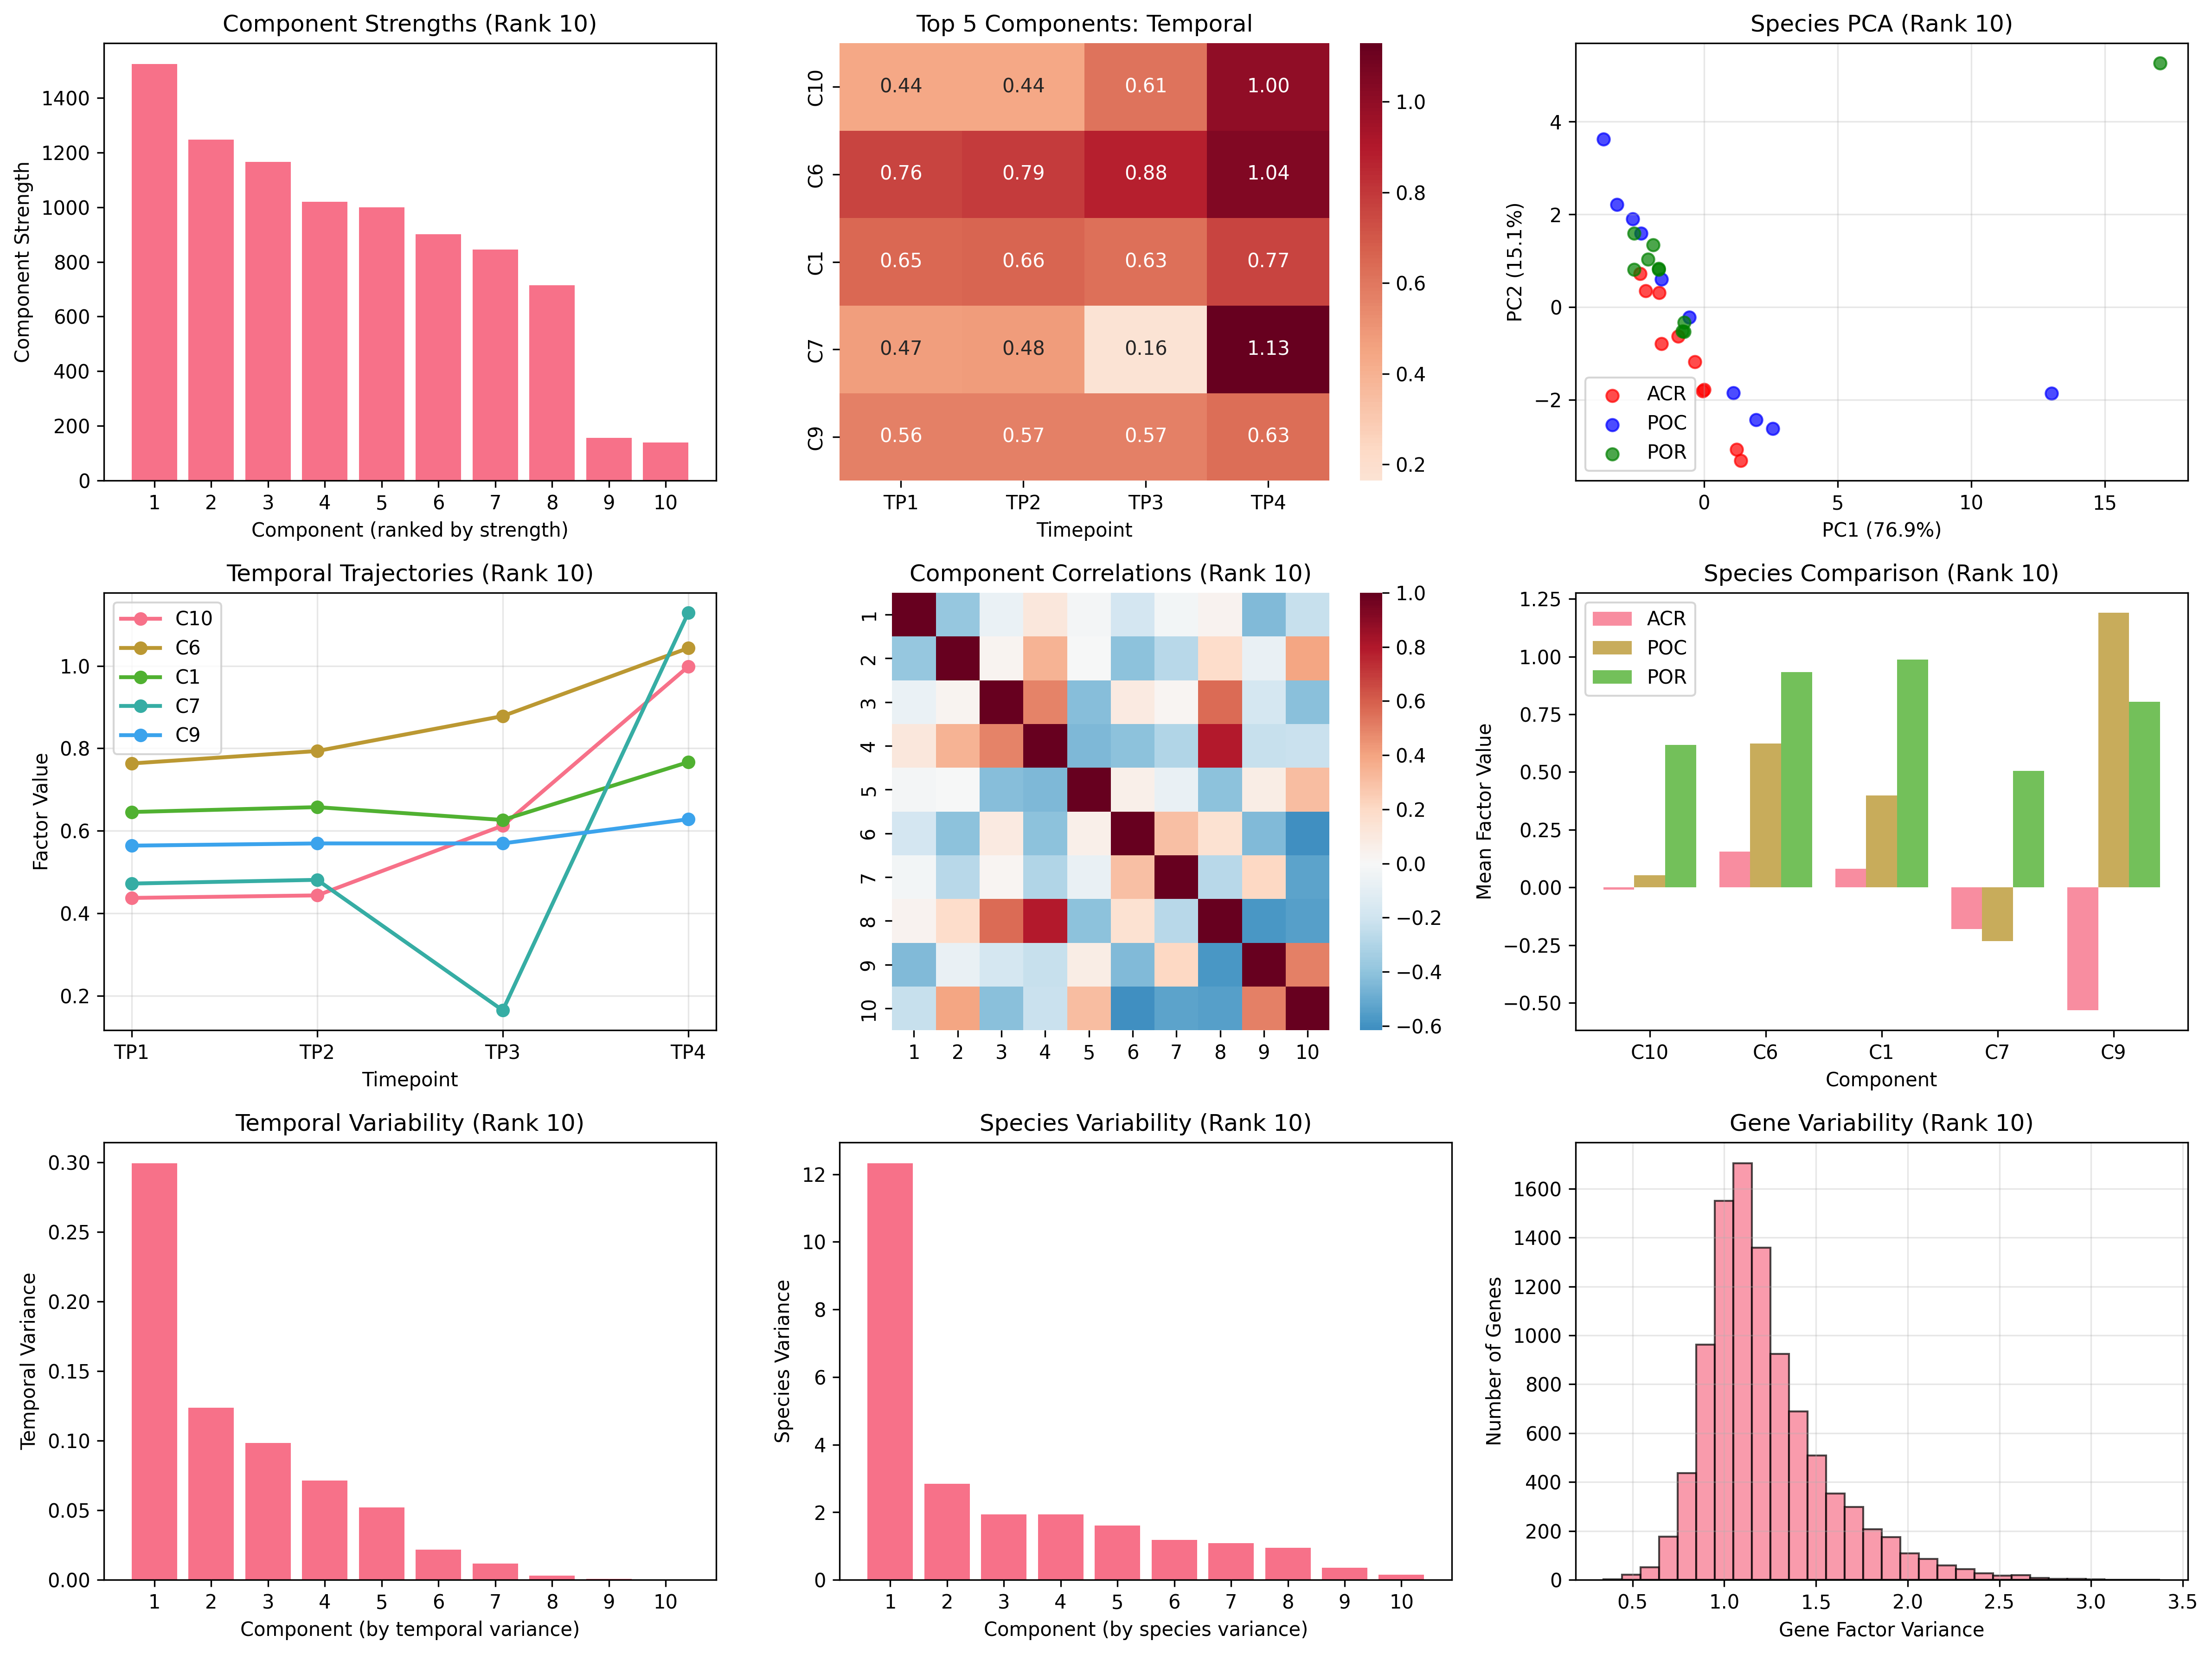 Component Strengths (Rank 10)
Component Strength
1400
1200
1000
800
600
400
200
0
1 2 3 4 5 6 7 8 9 10
Component (ranked by strength)
Top 5 Components: Temporal
C10 0.44 0.44 0.61 1.00
C6 0.76 0.79 0.88 1.04
C1 0.65 0.66 0.63 0.77
C7 0.47 0.48 0.16 1.13
C9 0.56 0.57 0.57 0.63
TP1 TP2 TP3 TP4
Timepoint
1.0
0.8
0.6
0.4
0.2
Species PCA (Rank 10)
PC2 (15.1%)
4
2
0
−2
ACR
POC
POR
0 5 10 15
PC1 (76.9%)
Temporal Trajectories (Rank 10)
Factor Value
1.0
0.8
0.6
0.4
0.2
C10
C6
C1
C7
C9
TP1 TP2 TP3 TP4
Timepoint
Component Correlations (Rank 10)
1
2
3
4
5
6
7
8
9
10
1 2 3 4 5 6 7 8 9 10
1.0
0.8
0.6
0.4
0.2
0.0
−0.2
−0.4
−0.6
Species Comparison (Rank 10)
Mean Factor Value
1.25
1.00
0.75
0.50
0.25
0.00
−0.25
−0.50
ACR
POC
POR
C10 C6 C1 C7 C9
Component
Temporal Variability (Rank 10)
Temporal Variance
0.30
0.25
0.20
0.15
0.10
0.05
0.00
1 2 3 4 5 6 7 8 9 10
Component (by temporal variance)
Species Variability (Rank 10)
Species Variance
12
10
8
6
4
2
0
1 2 3 4 5 6 7 8 9 10
Component (by species variance)
Gene Variability (Rank 10)
Number of Genes
1600
1400
1200
1000
800
600
400
200
0
0.5 1.0 1.5 2.0 2.5 3.0 3.5
Gene Factor Variance